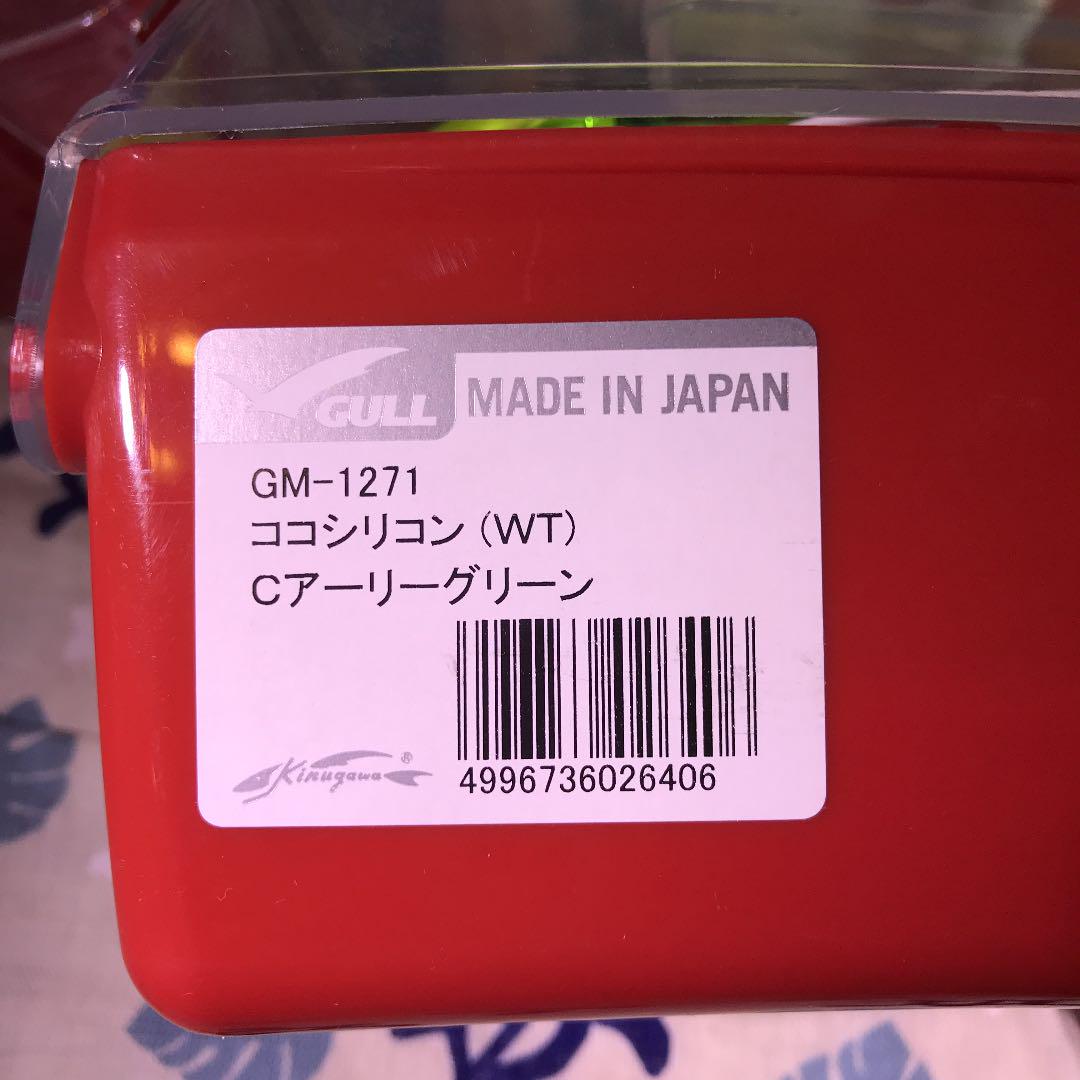 GULL MADE IN JAPAN
GM-1271
ココシリコン (WT)
Cアーリーグリーン
Kinugawa®
4996736026406